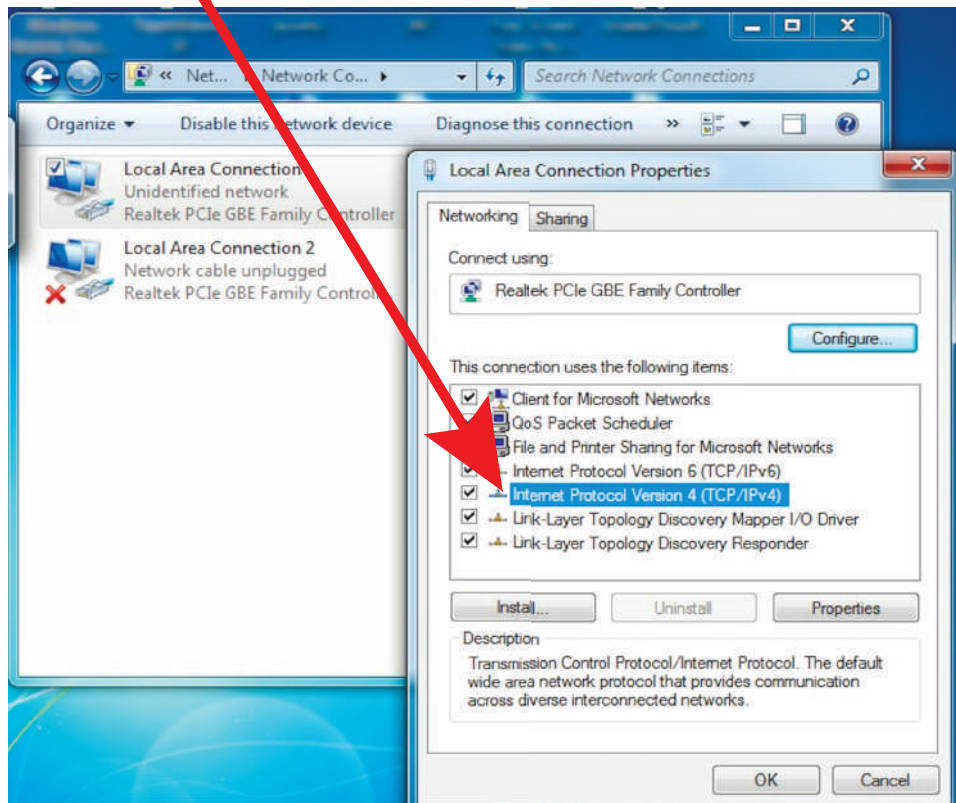 « Net... Network Co...
Search Network Connections
Organize Disable this network device Diagnose this connection »
Local Area Connection
Unidentified network
Realtek PCIe GBE Family Controller
Local Area Connection 2
Network cable unplugged
Realtek PCIe GBE Family
Local Area Connection Properties
Networking Sharing
Connect using:
Realtek PCIe GBE Family Controller
Configure...
This connection uses the following items:
Client for Microsoft Networks
QoS Packet Scheduler
File and Printer Sharing for Microsoft Networks
Internet Protocol Version 6 (TCP/IPv6)
Internet Protocol Version 4 (TCP/IPv4)
Link-Layer Topology Discovery Mapper I/O Driver
Link-Layer Topology Discovery Responder
Install... Uninstall Properties
Description
Transmission Control Protocol/Internet Protocol. The default
wide area network protocol that provides communication
across diverse interconnected networks.
OK Cancel